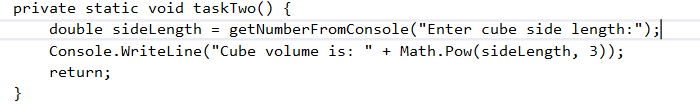 private static void taskTwo() {
    double sideLength = getNumberFromConsole("Enter cube side length:");
    Console.WriteLine("Cube volume is: " + Math.Pow(sideLength, 3));
    return;
}